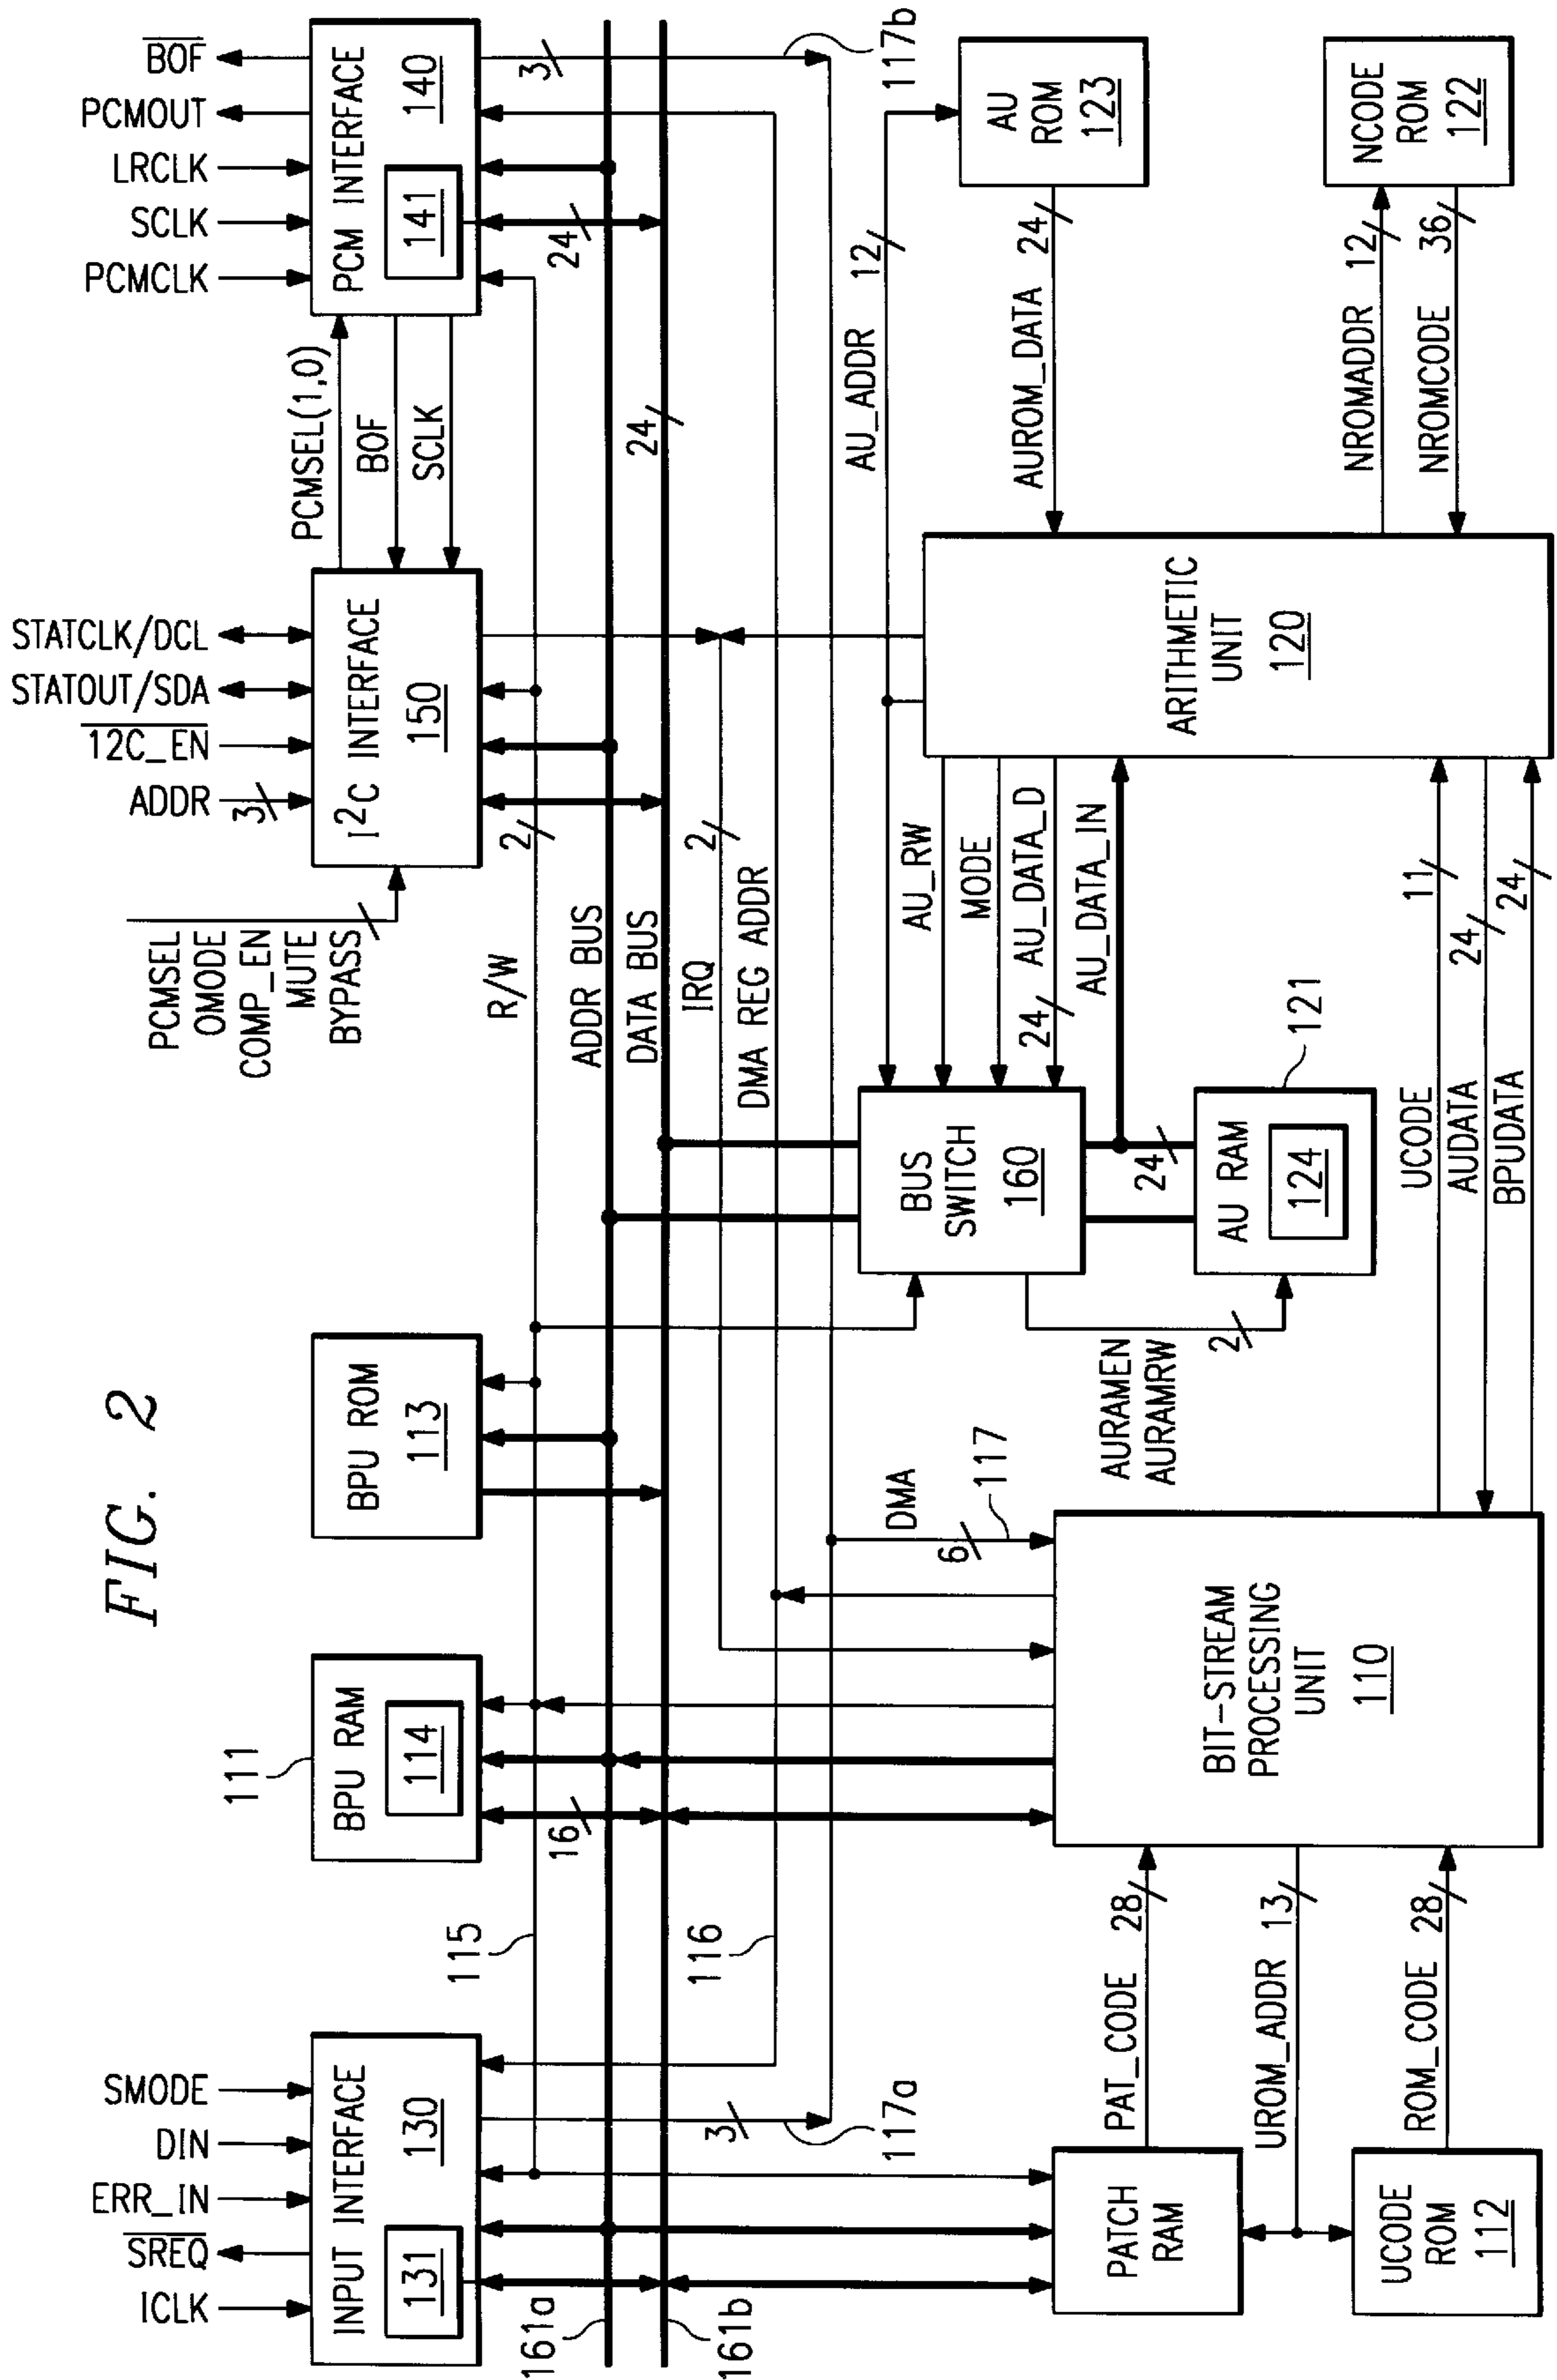 FIG. 2
SMODE
DIN
ERR_IN
SREQ
ICLK
INPUT INTERFACE
130
131
111
BPU RAM
114
BPU ROM
113
PCMSEL
OMODE
COMP_EN
MUTE
BYPASS
STATCLK/DCL
STATOUT/SDA
12C_EN
ADDR
3
I2C INTERFACE
150
PCMSEL(1,0)
BOF
SCLK
BOF
PCMOUT
LRCLK
SCLK
PCMCLK
PCM INTERFACE
140
141
161a
161b
115
16
R/W
2
ADDR BUS
DATA BUS
24
24
3
117b
3
117a
116
IRQ
2
DMA REG ADDR
DMA
6
117
PATCH
RAM
UCODE
ROM
112
PAT_CODE
28
UROM_ADDR
13
ROM_CODE
28
BIT-STREAM
PROCESSING
UNIT
110
BUS
SWITCH
160
AURAMEN
AURAMRW
2
24
AU RAM
124
121
AU_RW
MODE
AU_DATA_D
24
AU_DATA_IN
UCODE
11
AUDATA
24
BPUDATA
24
ARITHMETIC
UNIT
120
AU_ADDR
12
AUROM_DATA
24
NROMADDR
12
NROMCODE
36
AU
ROM
123
NCODE
ROM
122